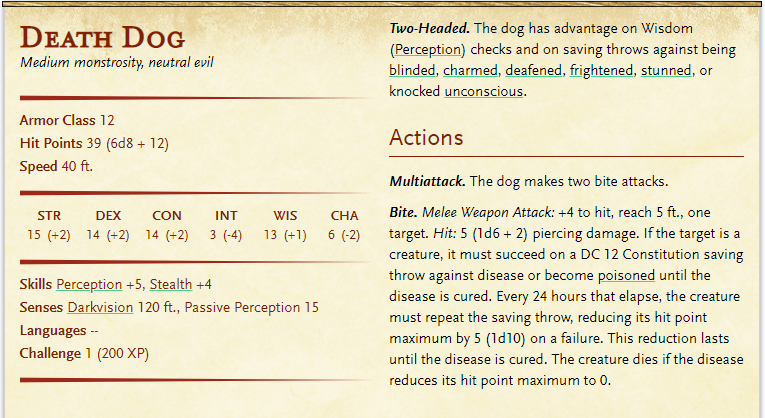 Death Dog
Medium monstrosity, neutral evil
Armor Class 12
Hit Points 39 (6d8 + 12)
Speed 40 ft.
STR DEX CON INT WIS CHA
15 (+2) 14 (+2) 14 (+2) 3 (-4) 13 (+1) 6 (-2)
Skills Perception +5, Stealth +4
Senses Darkvision 120 ft., Passive Perception 15
Languages --
Challenge 1 (200 XP)
Two-Headed. The dog has advantage on Wisdom
(Perception) checks and on saving throws against being
blinded, charmed, deafened, frightened, stunned, or
knocked unconscious.
Actions
Multiattack. The dog makes two bite attacks.
Bite. Melee Weapon Attack: +4 to hit, reach 5 ft., one
target. Hit: 5 (1d6 + 2) piercing damage. If the target is a
creature, it must succeed on a DC 12 Constitution saving
throw against disease or become poisoned until the
disease is cured. Every 24 hours that elapse, the creature
must repeat the saving throw, reducing its hit point
maximum by 5 (1d10) on a failure. This reduction lasts
until the disease is cured. The creature dies if the disease
reduces its hit point maximum to 0.